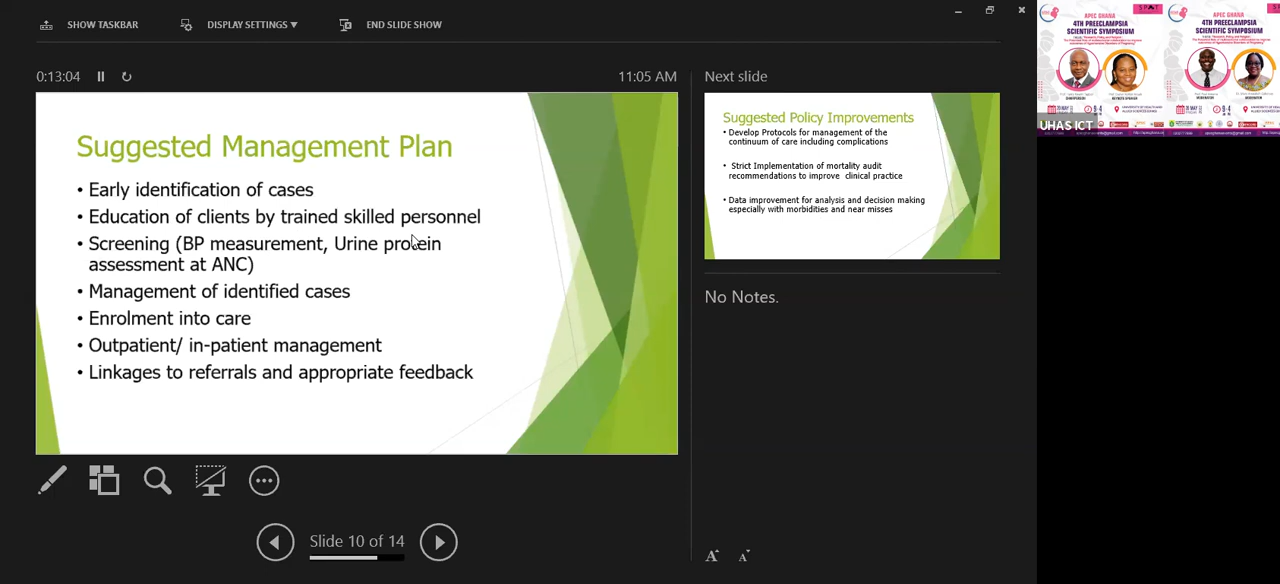 SHOW TASKBAR
DISPLAY SETTINGS
END SLIDE SHOW
0:13:04
11:05 AM
Suggested Management Plan
• Early identification of cases
• Education of clients by trained skilled personnel
• Screening (BP measurement, Urine protein
assessment at ANC)
• Management of identified cases
• Enrolment into care
• Outpatient/ in-patient management
• Linkages to referrals and appropriate feedback
Slide 10 of 14
Next slide
Suggested Policy Improvements
• Develop Protocols for management of the
continuum of care including complications
• Strict Implementation of mortality audit
recommendations to improve clinical practice
• Data improvement for analysis and decision making
especially with morbidities and near misses
No Notes.
A A
APEC GHANA
4TH PREECLAMPSIA
SCIENTIFIC SYMPOSIUM
CHAIRPERSON
KEYNOTE SPEAKER
APEC GHANA
4TH PREECLAMPSIA
SCIENTIFIC SYMPOSIUM
MODERATOR
MODERATOR
UHAS ICT